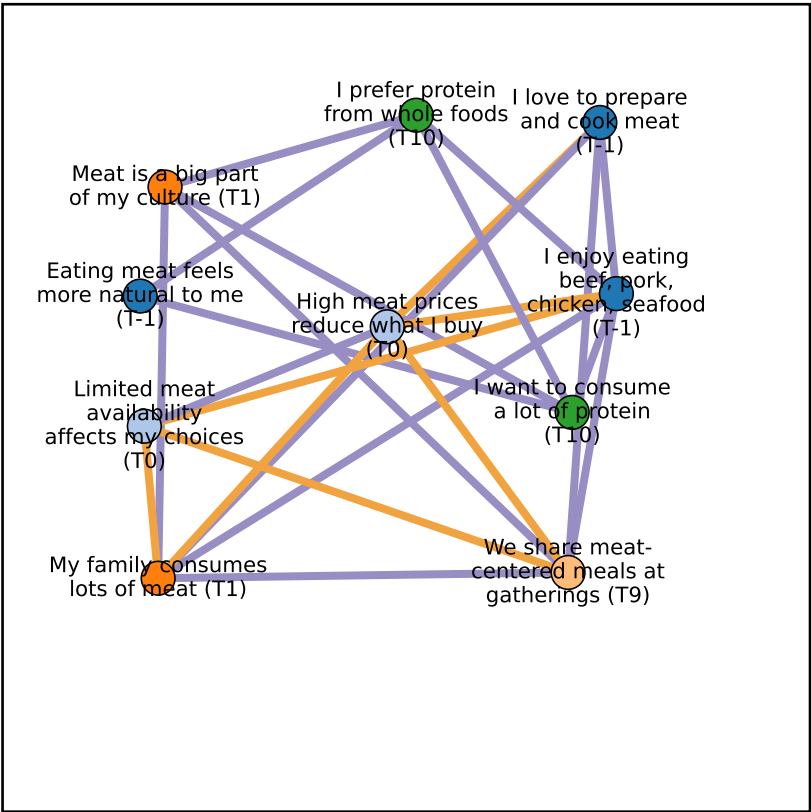 I prefer protein
from whole foods
(T10)
I love to prepare
and cook meat
(T-1)
Meat is a big part
of my culture (T1)
Eating meat feels
more natural to me
(T-1)
I enjoy eating
beef, pork,
chicken, seafood
(T-1)
High meat prices
reduce what I buy
(T0)
Limited meat
availability
affects my choices
(T0)
I want to consume
a lot of protein
(T10)
My family consumes
lots of meat (T1)
We share meat-
centered meals at
gatherings (T9)